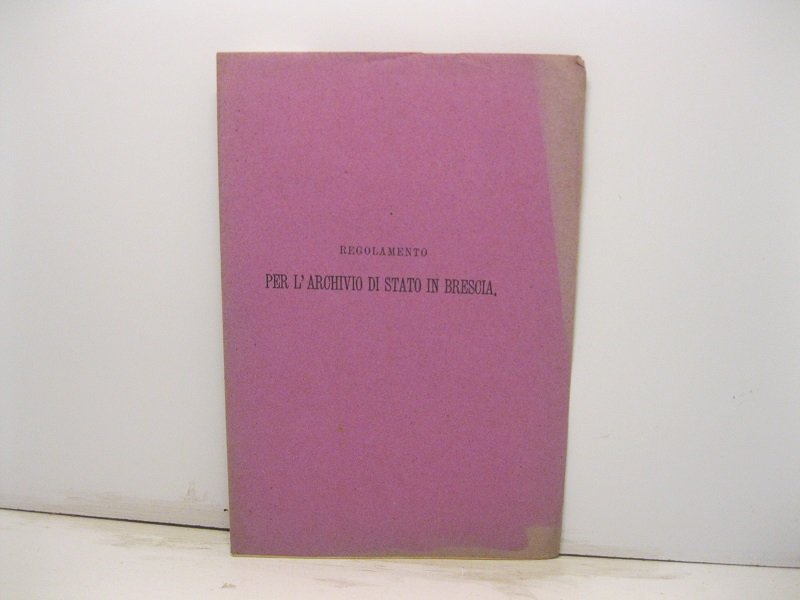 REGOLAMENTO
PER L'ARCHIVIO DI STATO IN BRESCIA.